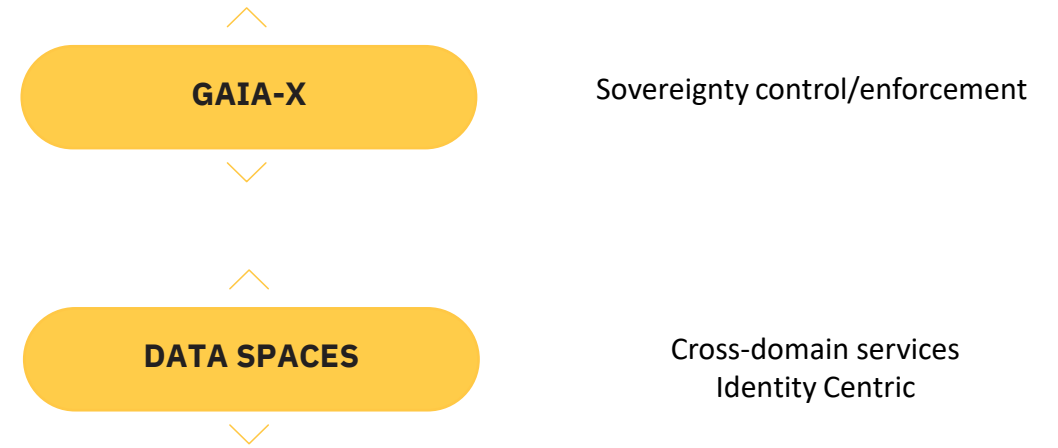 GAIA-X
Sovereignty control/enforcement
DATA SPACES
Cross-domain services
Identity Centric